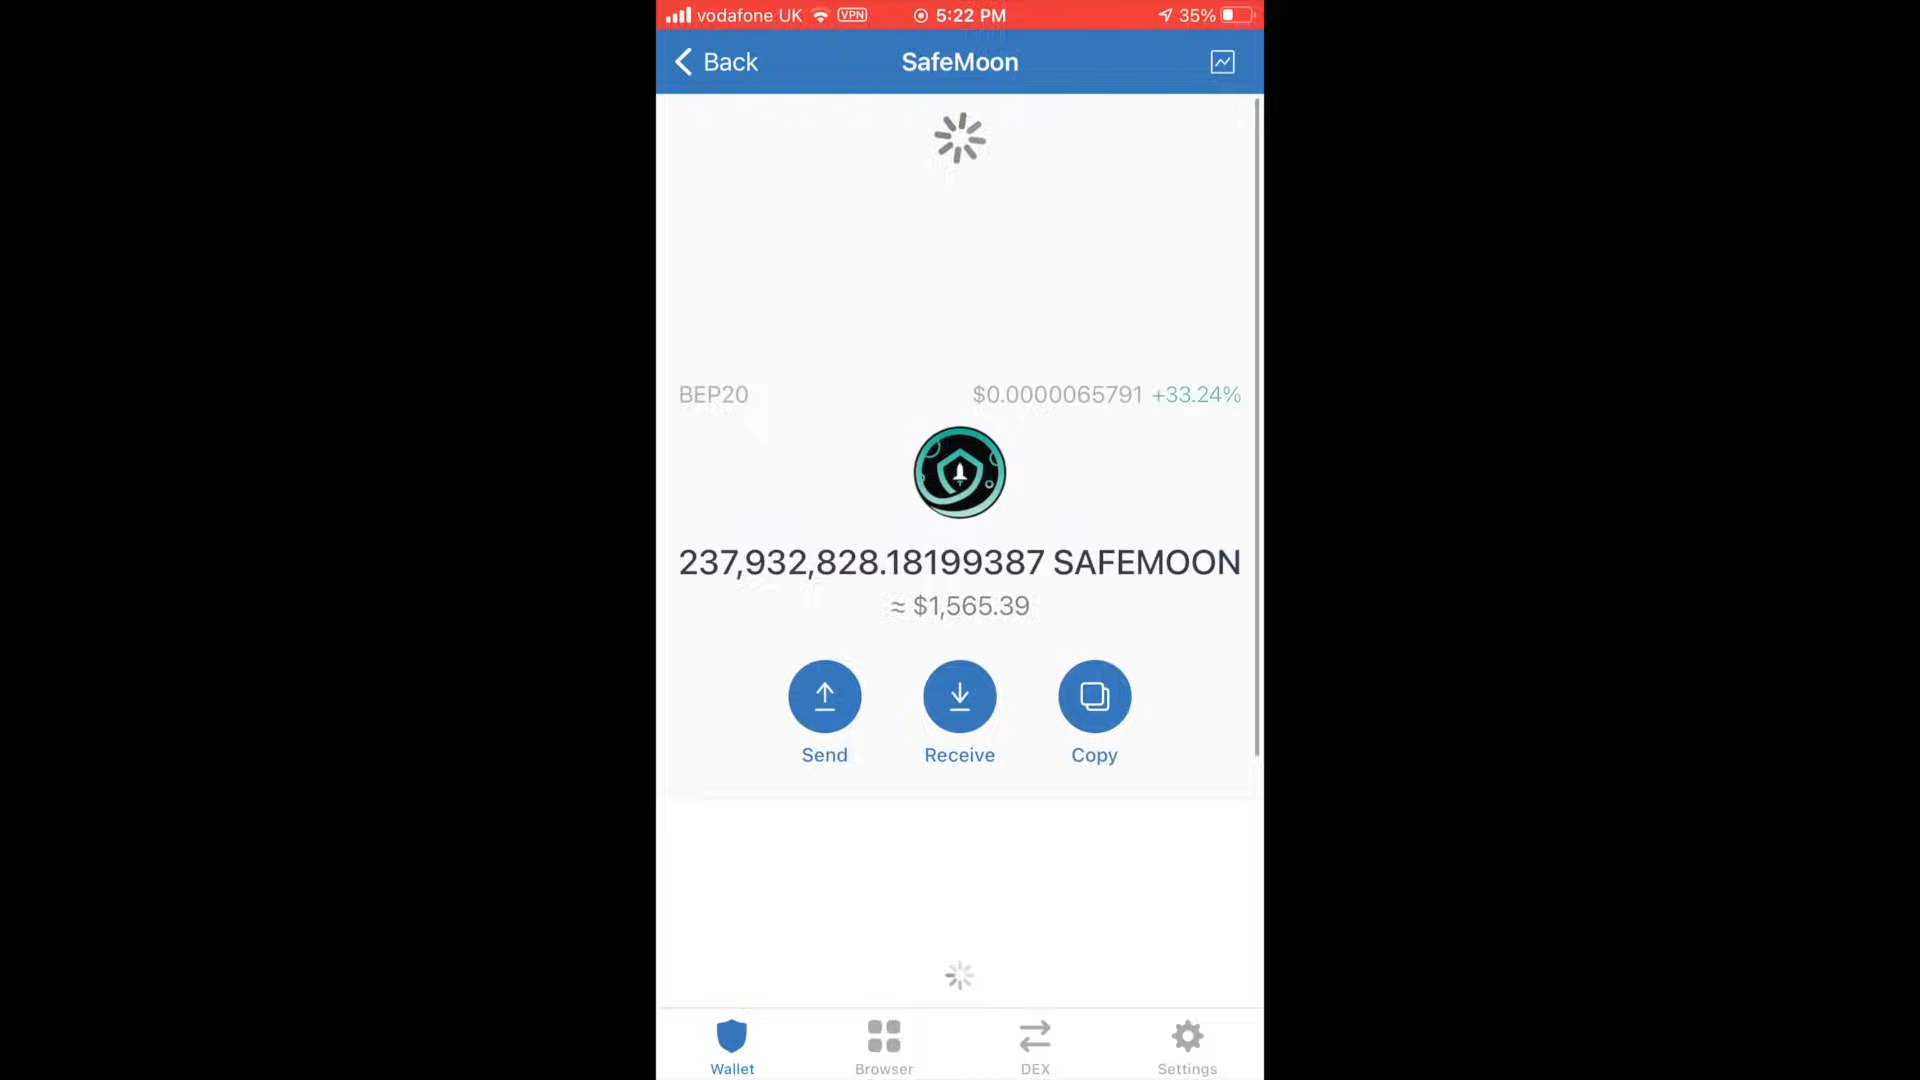 vodafone UK VPN 5:22 PM 35%
Back SafeMoon
BEP20 $0.0000065791 +33.24%
237,932,828.18199387 SAFEMOON
≈ $1,565.39
Send Receive Copy
Wallet Browser DEX Settings